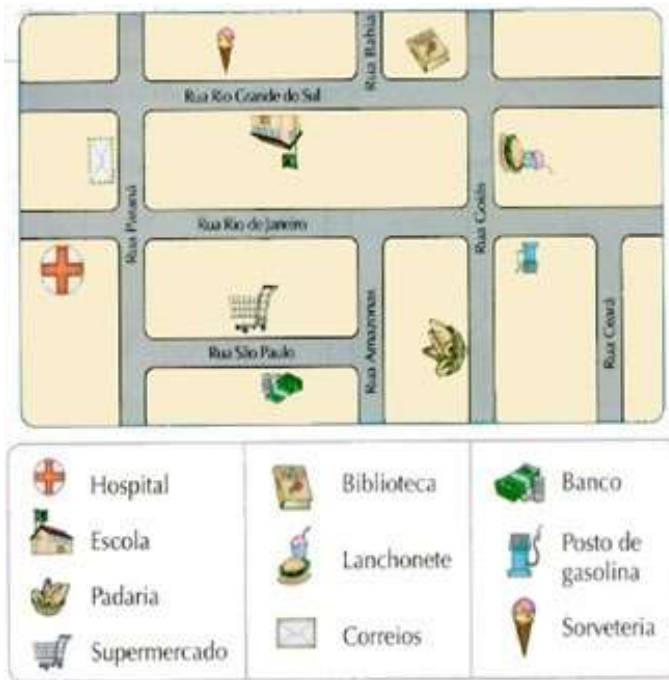 Rua Bahia
Rua Rio Grande do Sul
Rua Paraná
Rua Rio de Janeiro
Rua Goiás
Rua São Paulo
Rua Amazonas
Rua Ceará
Hospital
Escola
Padaria
Supermercado
Biblioteca
Lanchonete
Correios
Banco
Posto de
gasolina
Sorveteria